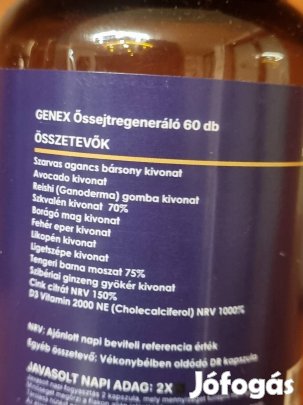 GENEX Őssejtregeneráló 60 db
ÖSSZETEVŐK
Szarvas agancs bársony kivonat
Avocado kivonat
Reishi (Ganoderma) gomba kivonat
Szkvalén kivonat 70%
Borágó mag kivonat
Fehér eper kivonat
Likopén kivonat
Ligetszépe kivonat
Tengeri barna moszat 75%
Szibériai ginzeng gyökér kivonat
Cink citrát NRV 150%
D3 Vitamin 2000 NE (Cholecalciferol) NRV 1000%
NRV: Ajánlott napi beviteli referencia érték
Egyéb összetevő: Vékonybélben oldódó DR kapszula
JAVASOLT NAPI ADAG: 2X
Jófogás